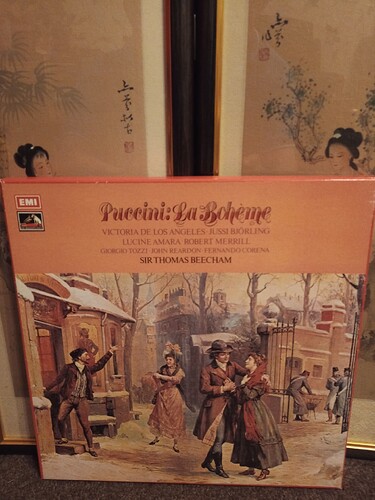 EMI
Puccini: La Bohème
VICTORIA DE LOS ANGELES · JUSSI BJÖRLING
LUCINE AMARA · ROBERT MERRILL
GIORGIO TOZZI · JOHN REARDON · FERNANDO CORENA
SIR THOMAS BEECHAM